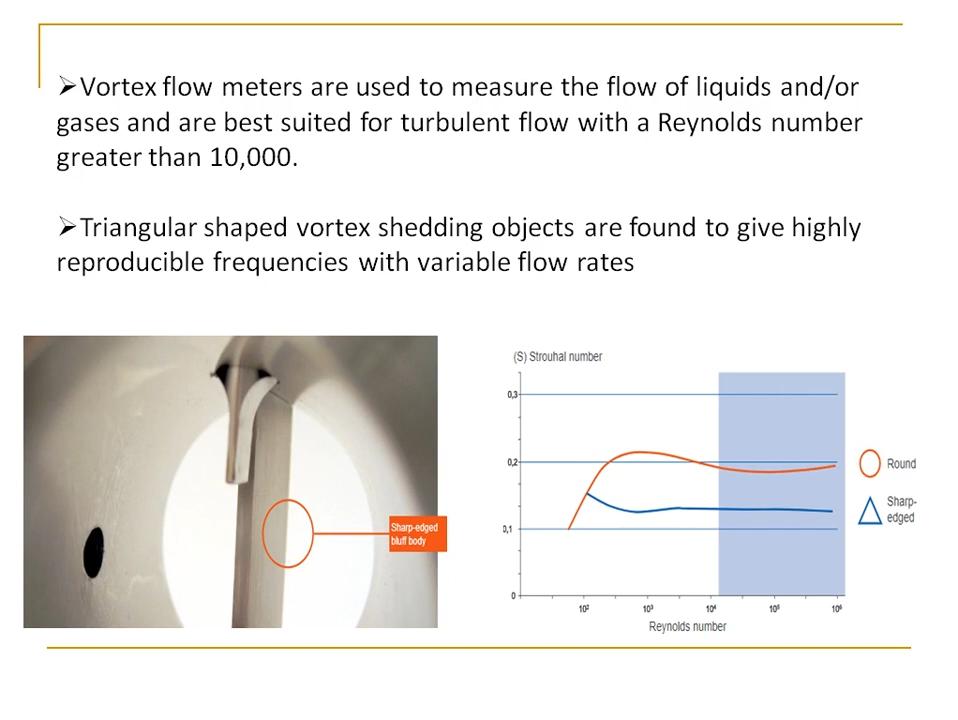 ➢Vortex flow meters are used to measure the flow of liquids and/or
gases and are best suited for turbulent flow with a Reynolds number
greater than 10,000.
➢Triangular shaped vortex shedding objects are found to give highly
reproducible frequencies with variable flow rates
Sharp-edged
bluff body
(S) Strouhal number
0,3
0,2
0,1
0
10²
10³
10⁴
10⁵
10⁶
Reynolds number
Round
Sharp-
edged